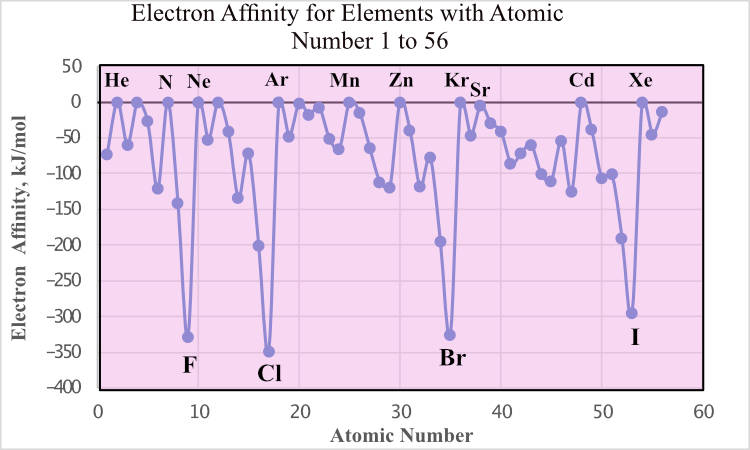 Electron Affinity for Elements with Atomic
Number 1 to 56
50
He N Ne Ar Mn Zn Kr Sr Cd Xe
0
−50
−100
−150
−200
−250
−300
−350
−400
Electron Affinity, kJ/mol
F Cl Br I
0 10 20 30 40 50 60
Atomic Number